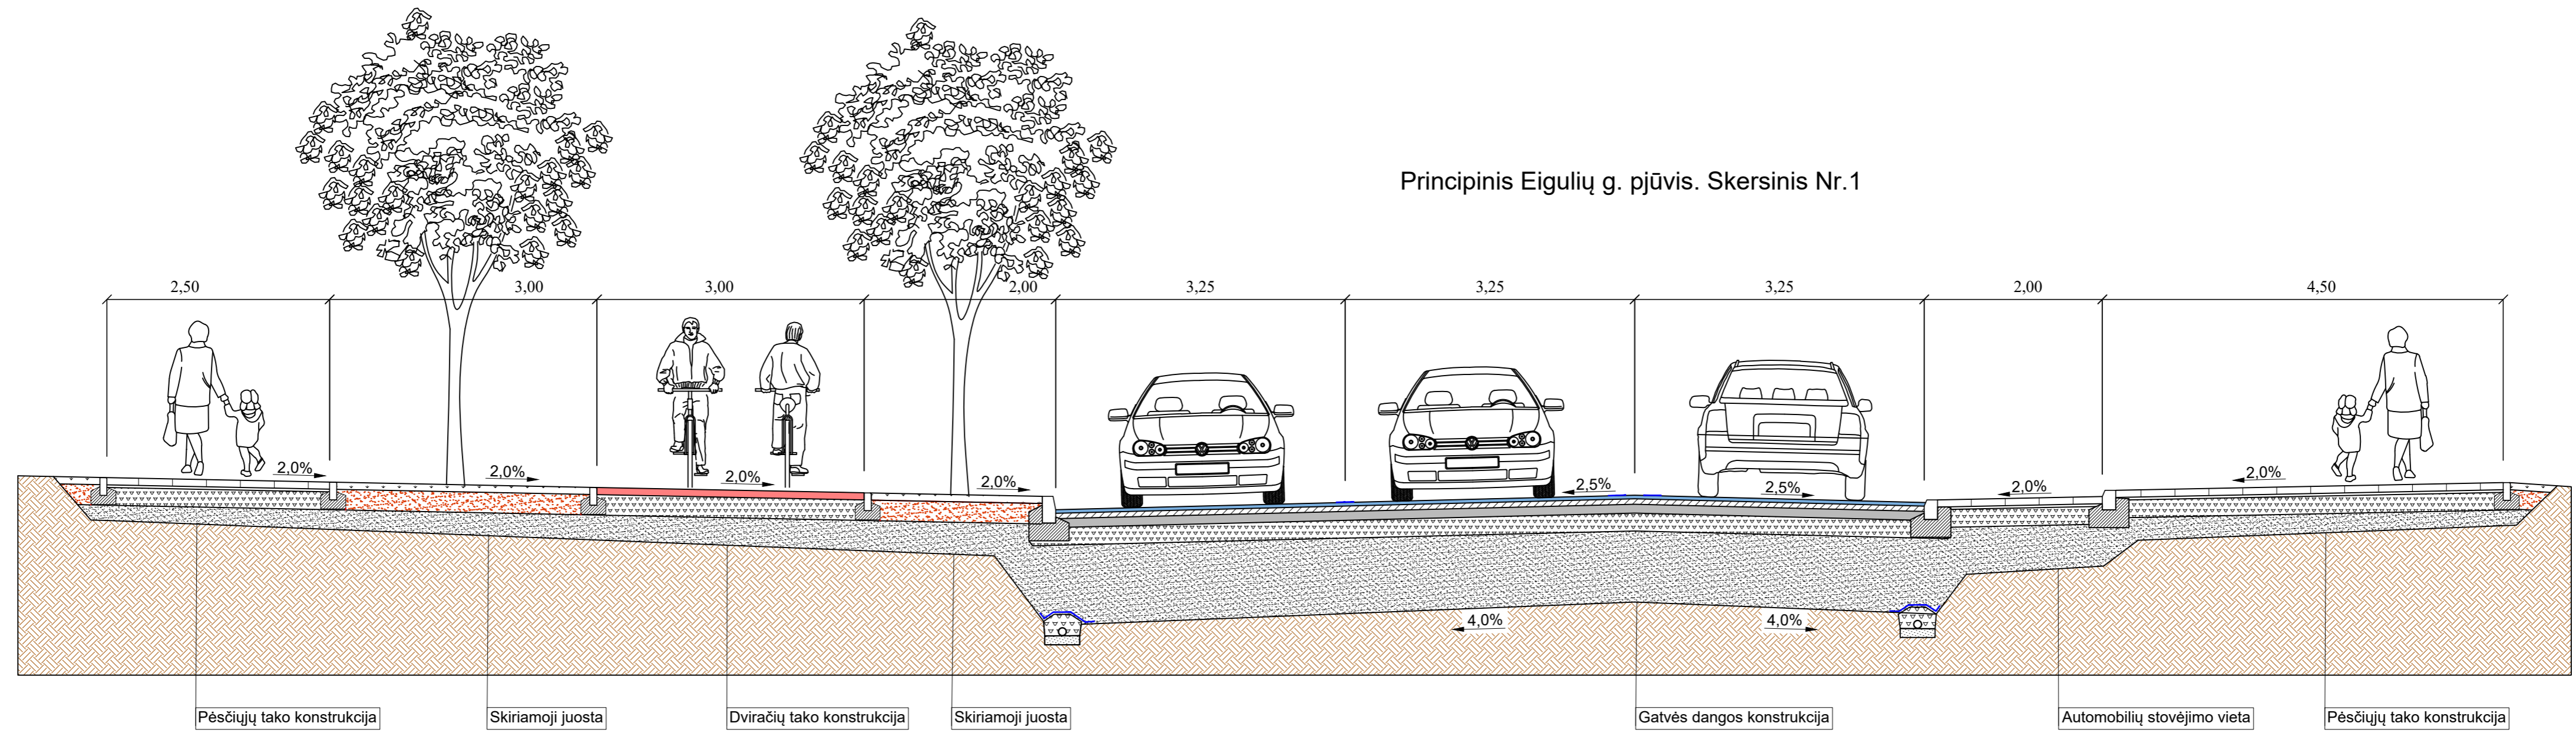 Principinis Eigulių g. pjūvis. Skersinis Nr.1
2,50 3,00 3,00 2,00 3,25 3,25 3,25 2,00 4,50
2,0% 2,0% 2,0% 2,0% 2,5% 2,5% 2,0% 2,0%
4,0% 4,0%
Pėsčiųjų tako konstrukcija Skiriamoji juosta Dviračių tako konstrukcija Skiriamoji juosta Gatvės dangos konstrukcija Automobilių stovėjimo vieta Pėsčiųjų tako konstrukcija